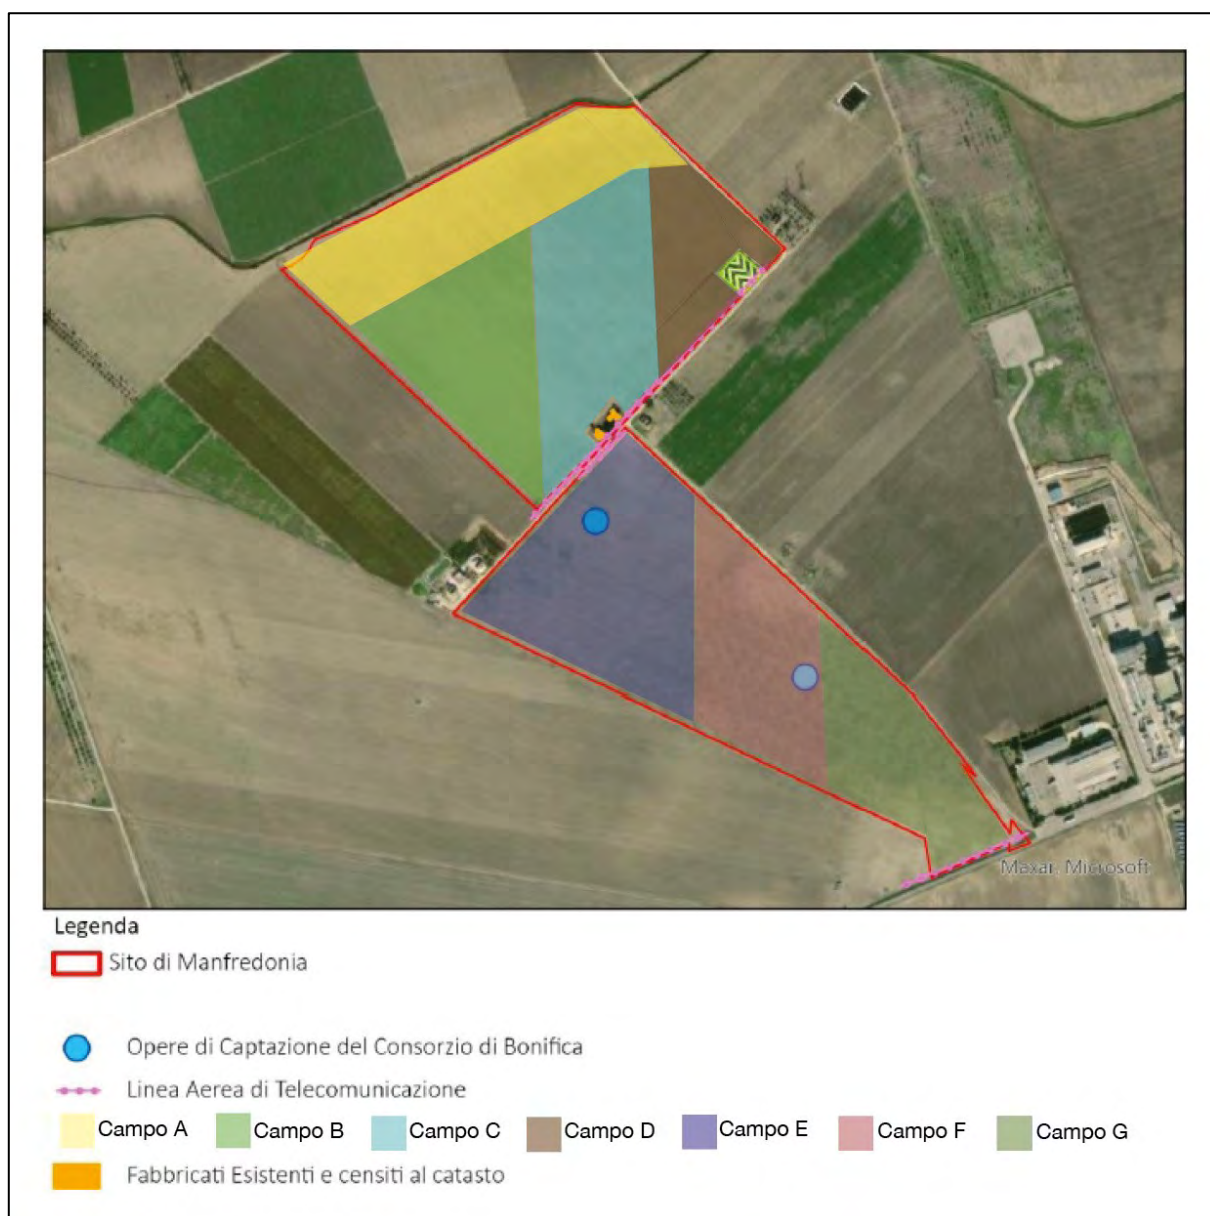 Maxar, Microsoft
Legenda
Sito di Manfredonia
Opere di Captazione del Consorzio di Bonifica
Linea Aerea di Telecomunicazione
Campo A Campo B Campo C Campo D Campo E Campo F Campo G
Fabbricati Esistenti e censiti al catasto